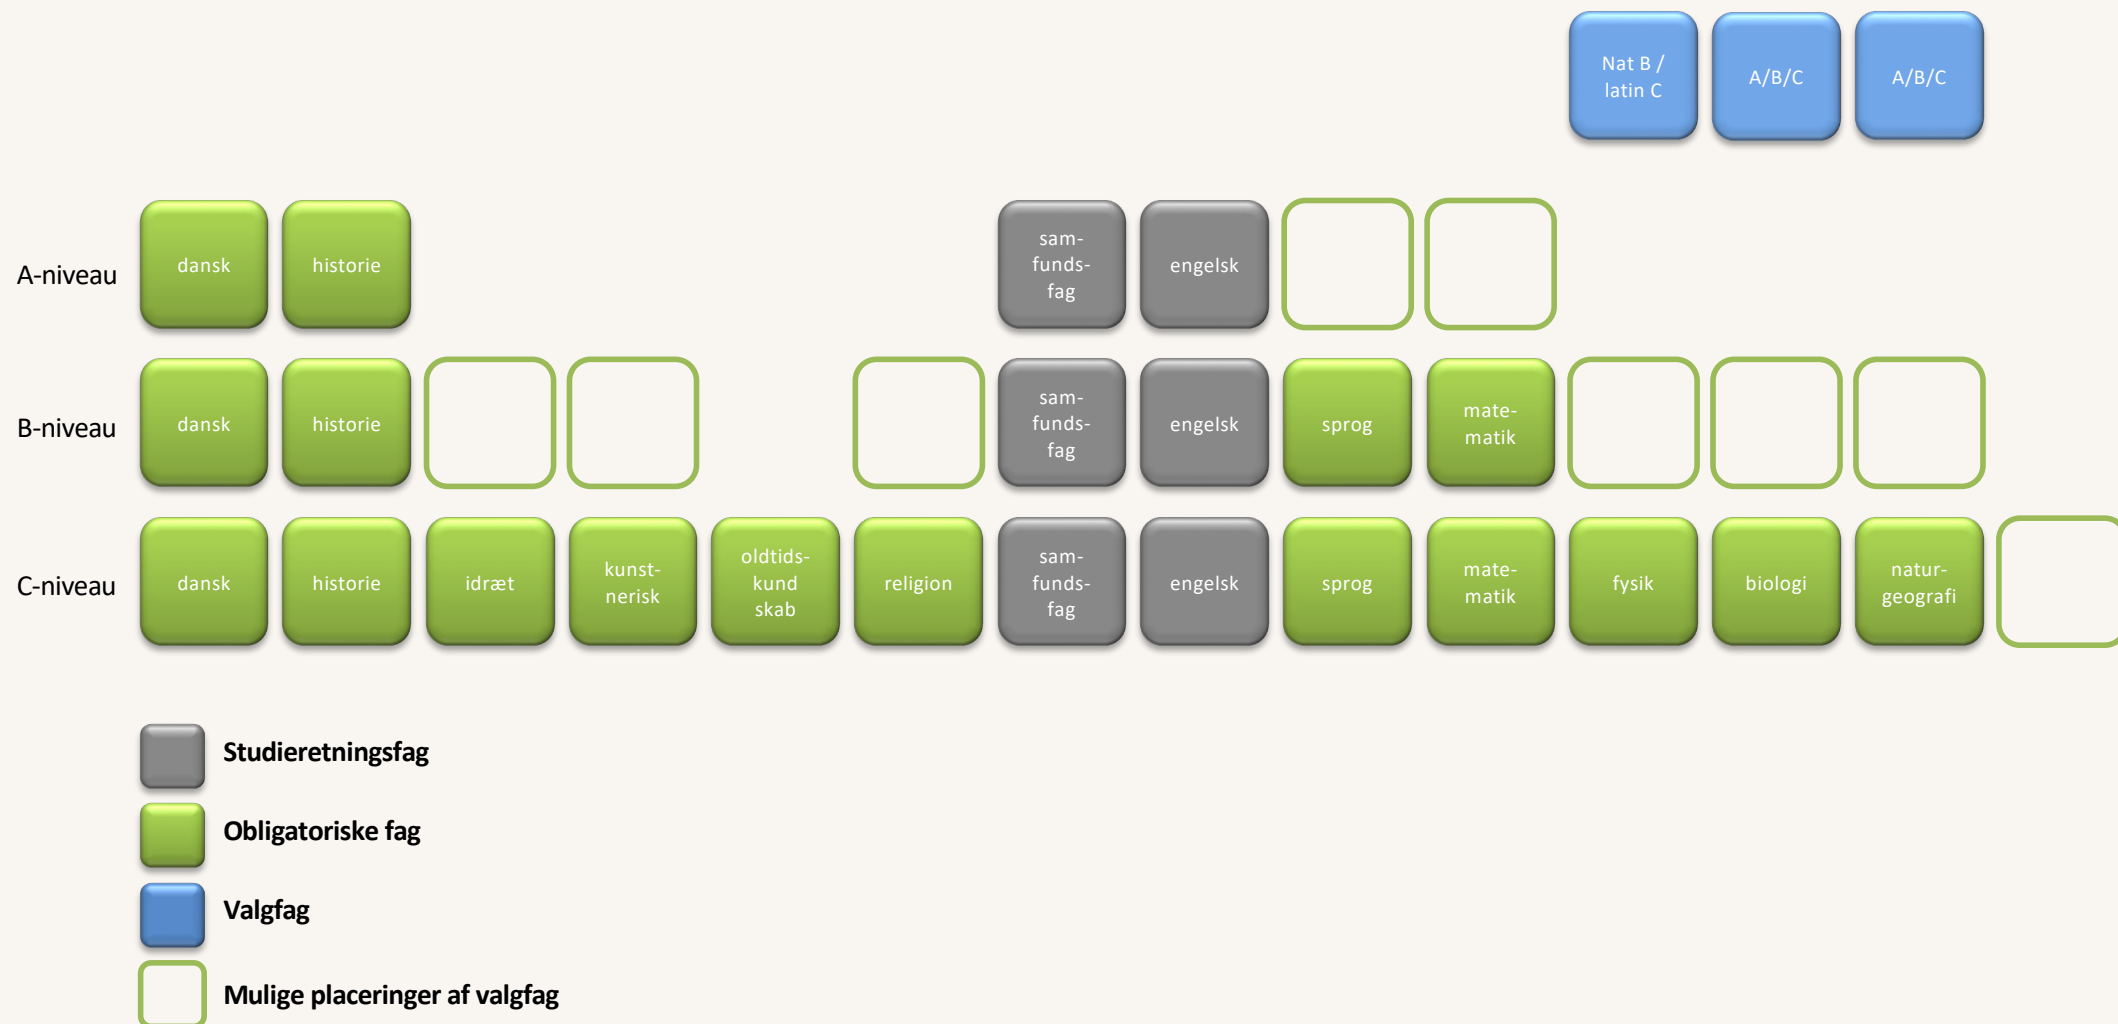 Nat B /
latin C
A/B/C
A/B/C
A-niveau
dansk
historie
sam-
funds-
fag
engelsk
B-niveau
dansk
historie
sam-
funds-
fag
engelsk
sprog
mate-
matik
C-niveau
dansk
historie
idræt
kunst-
nerisk
oldtids-
kund
skab
religion
sam-
funds-
fag
engelsk
sprog
mate-
matik
fysik
biologi
natur-
geografi
Studieretningsfag
Obligatoriske fag
Valgfag
Mulige placeringer af valgfag